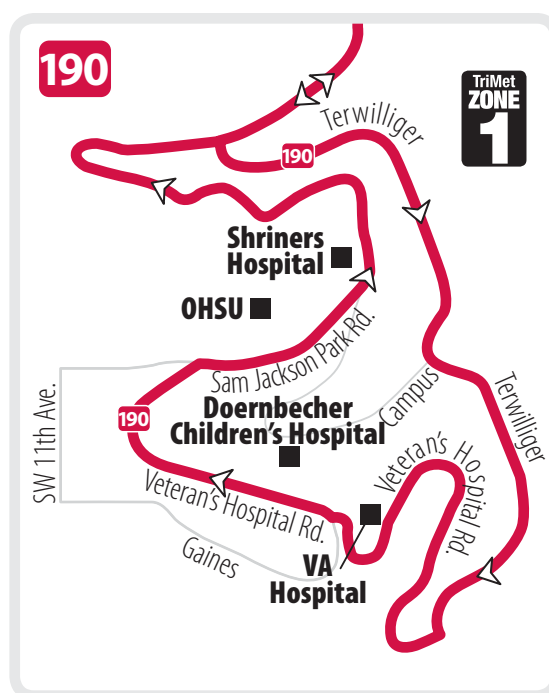 190
TriMet
ZONE
1
Terwilliger
190
Shriners
Hospital
OHSU
Sam Jackson Park Rd.
SW 11th Ave.
190
Doernbecher
Children's Hospital
Campus
Terwilliger
Veteran's Hospital Rd.
Veteran's Hospital Rd.
Gaines
VA
Hospital